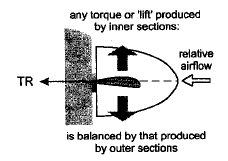 any torque or 'lift' produced
by inner sections:
relative
airflow
TR
is balanced by that produced
by outer sections